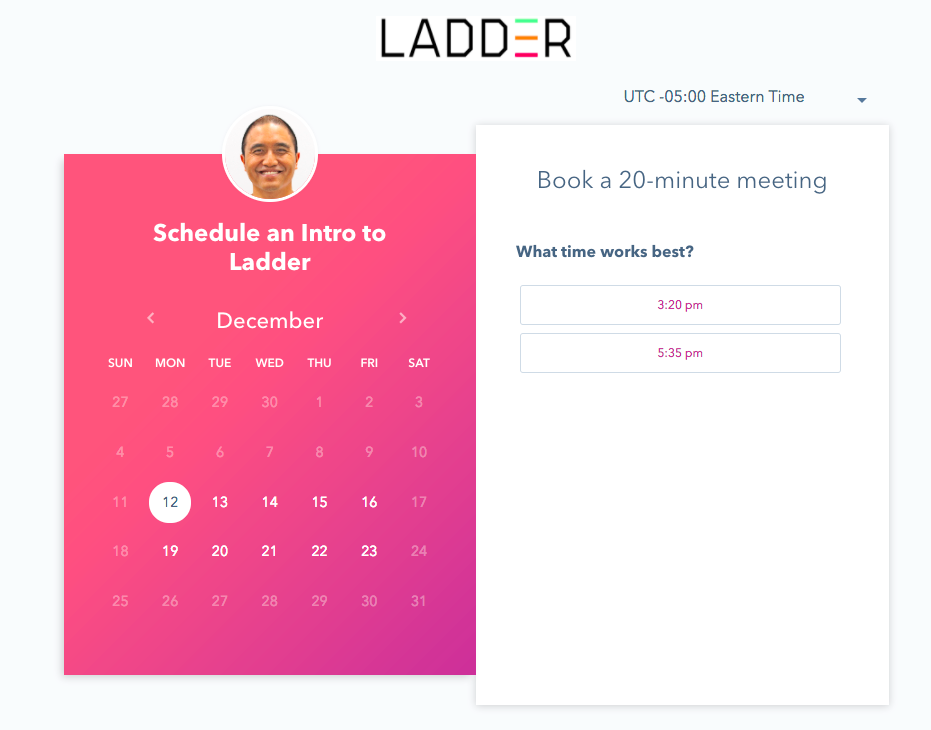 LADDER
UTC -05:00 Eastern Time
Schedule an Intro to
Ladder
December
SUN MON TUE WED THU FRI SAT
27 28 29 30 1 2 3
4 5 6 7 8 9 10
11 12 13 14 15 16 17
18 19 20 21 22 23 24
25 26 27 28 29 30 31
Book a 20-minute meeting
What time works best?
3:20 pm
5:35 pm